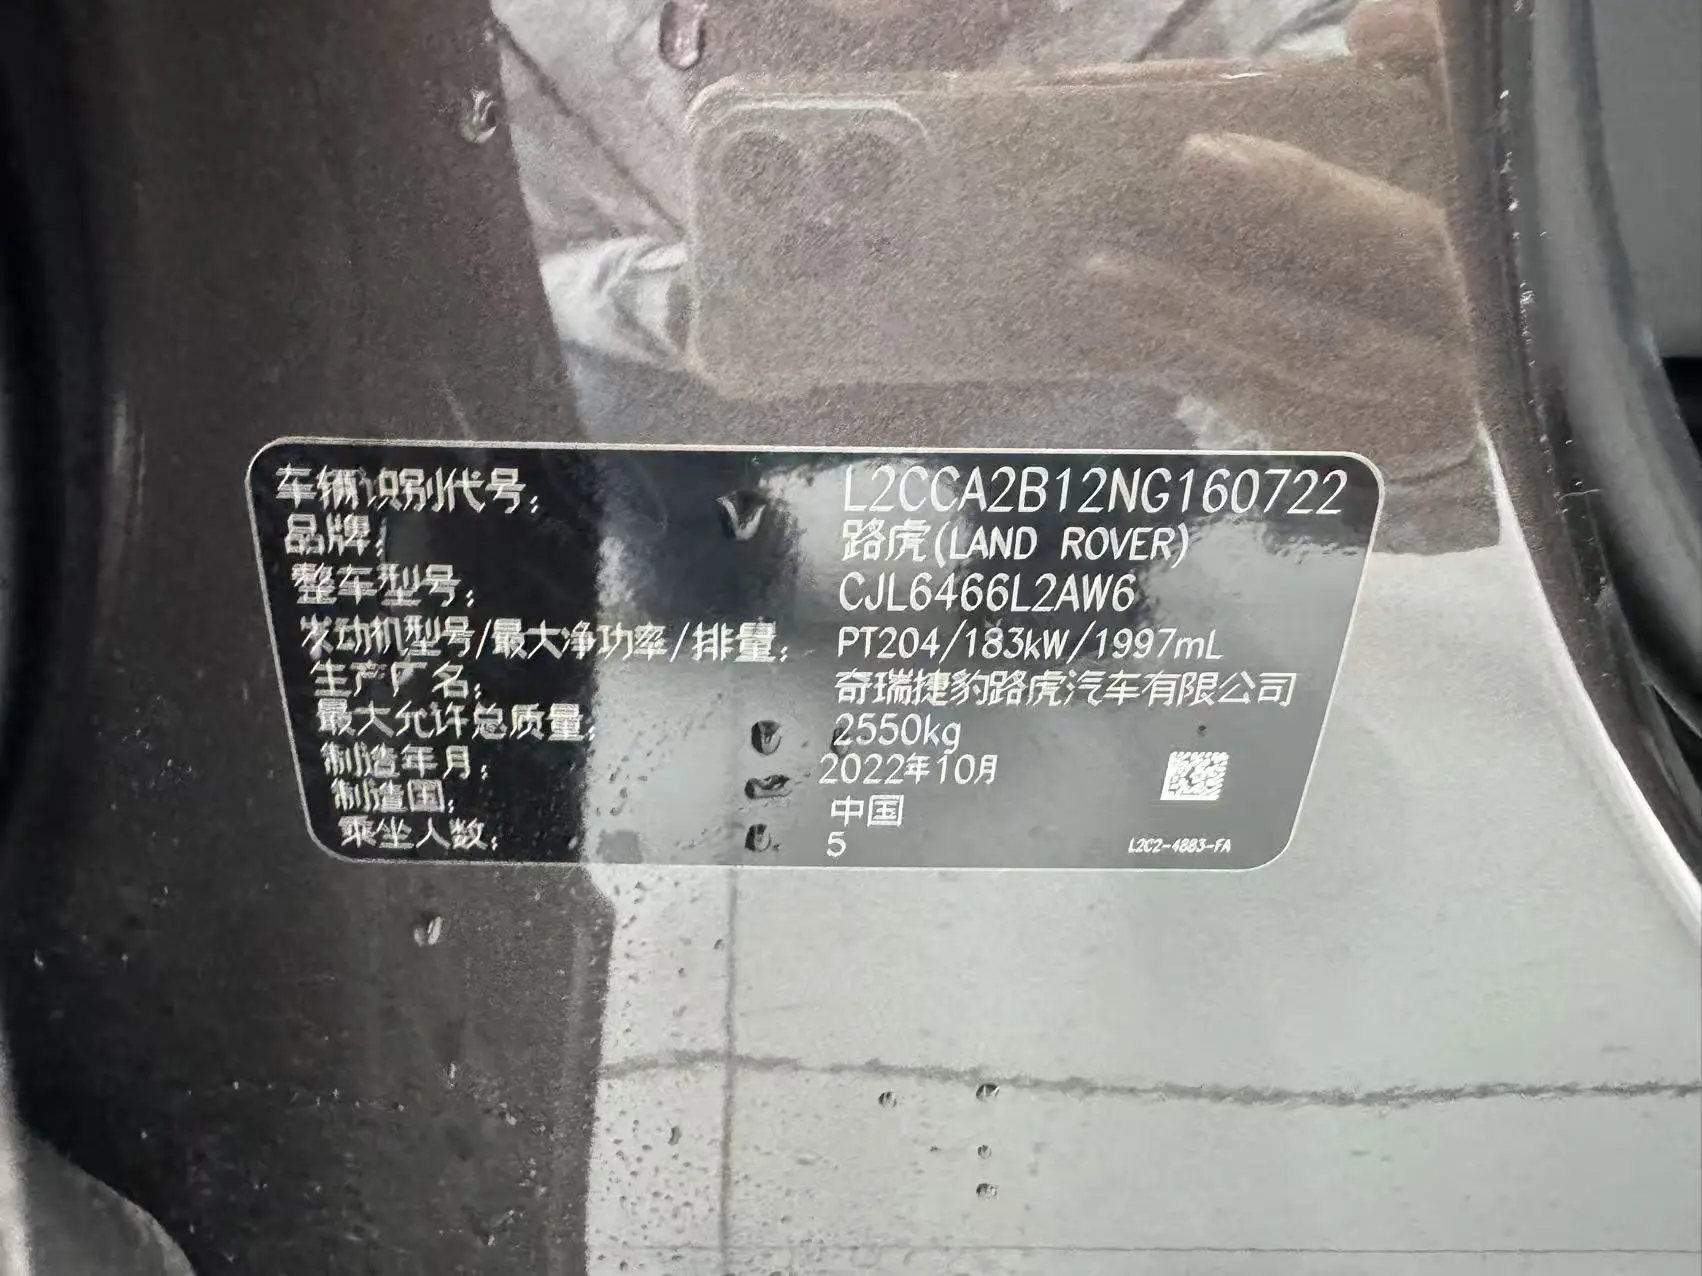 车辆识别代号: L2CCA2B12NG160722
品牌: 路虎(LAND ROVER)
整车型号: CJL6466L2AW6
发动机型号/最大净功率/排量: PT204/183kW/1997mL
生产厂名: 奇瑞捷豹路虎汽车有限公司
最大允许总质量: 2550kg
制造年月: 2022年10月
制造国: 中国
乘坐人数: 5
L2C2-4883-FA